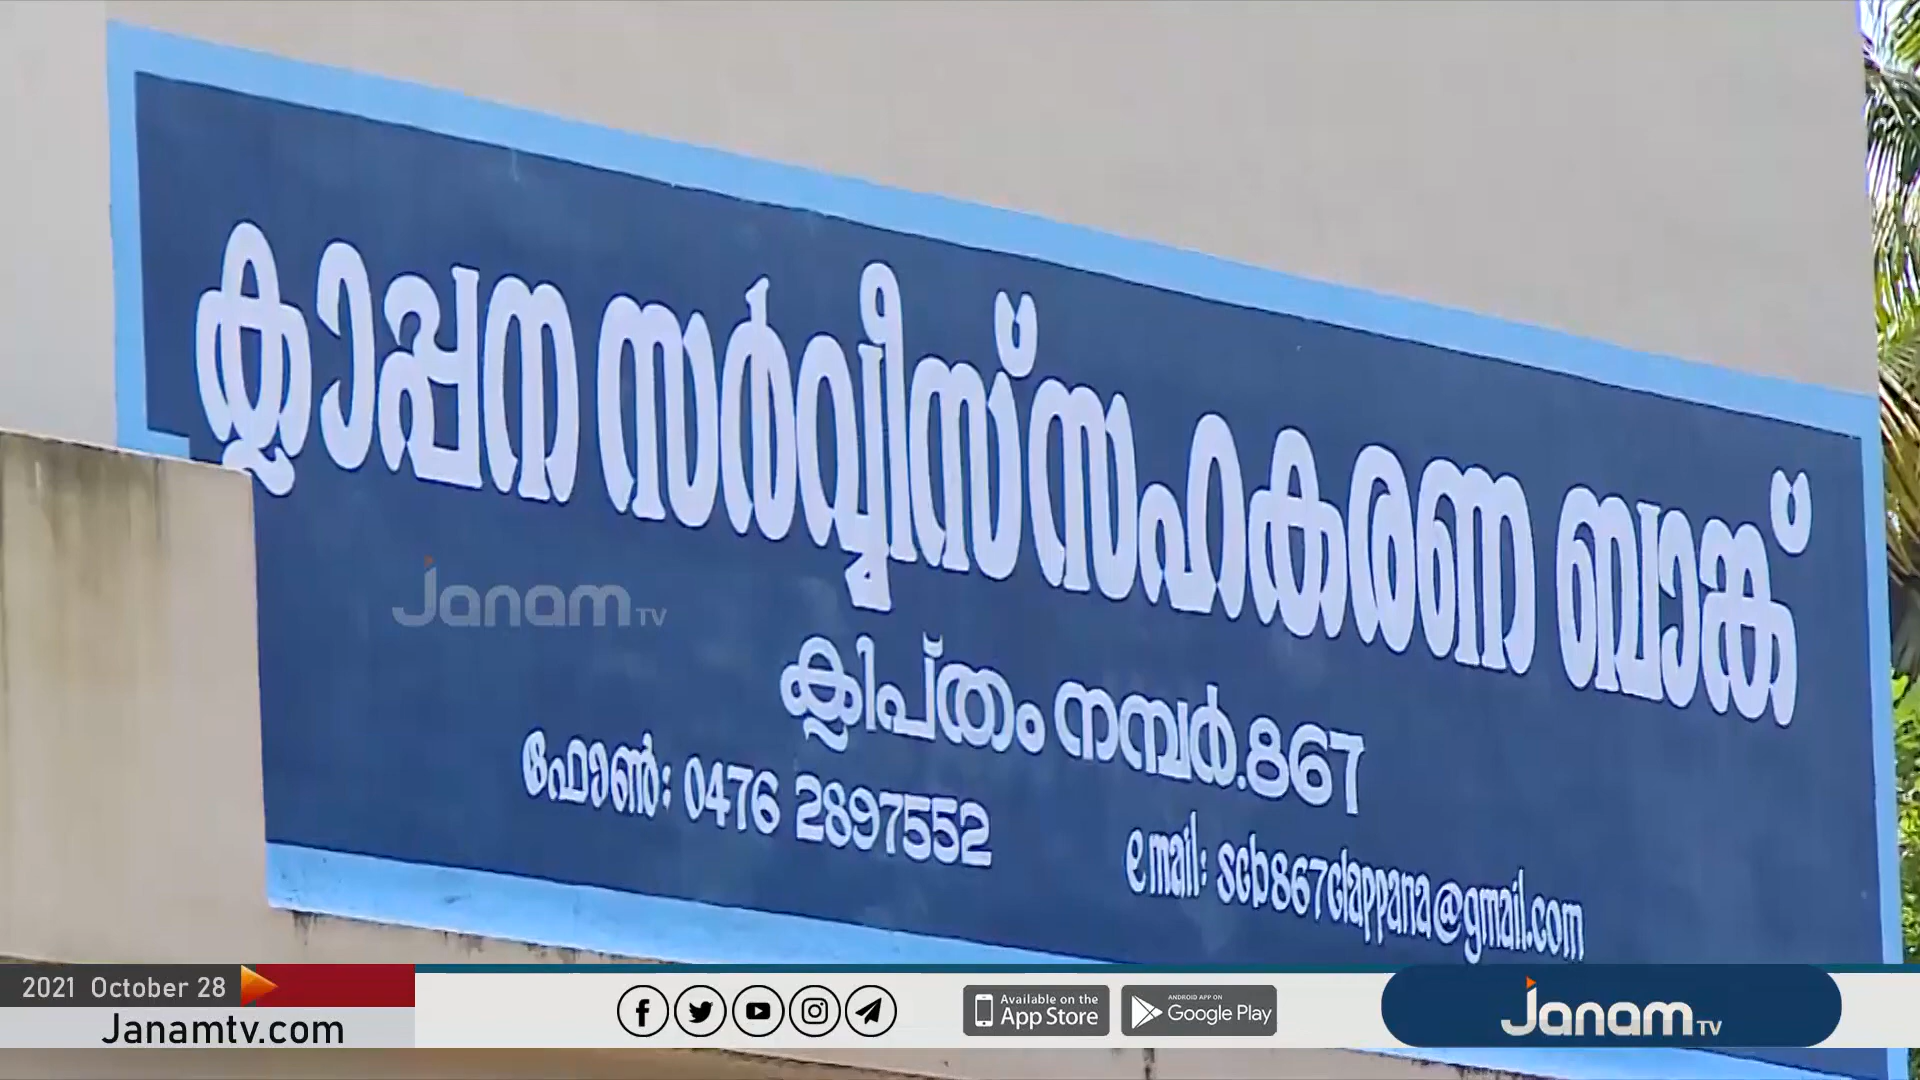 ക്ലാപ്പന സർവ്വീസ് സഹകരണ ബാങ്ക്
ക്ലിപ്തം നമ്പർ.867
ഫോൺ: 0476 2897552
e mail: scb867clappana@gmail.com
Janam TV
2021 October 28
Janamtv.com
Available on the
App Store
ANDROID APP ON
Google Play
Janam TV